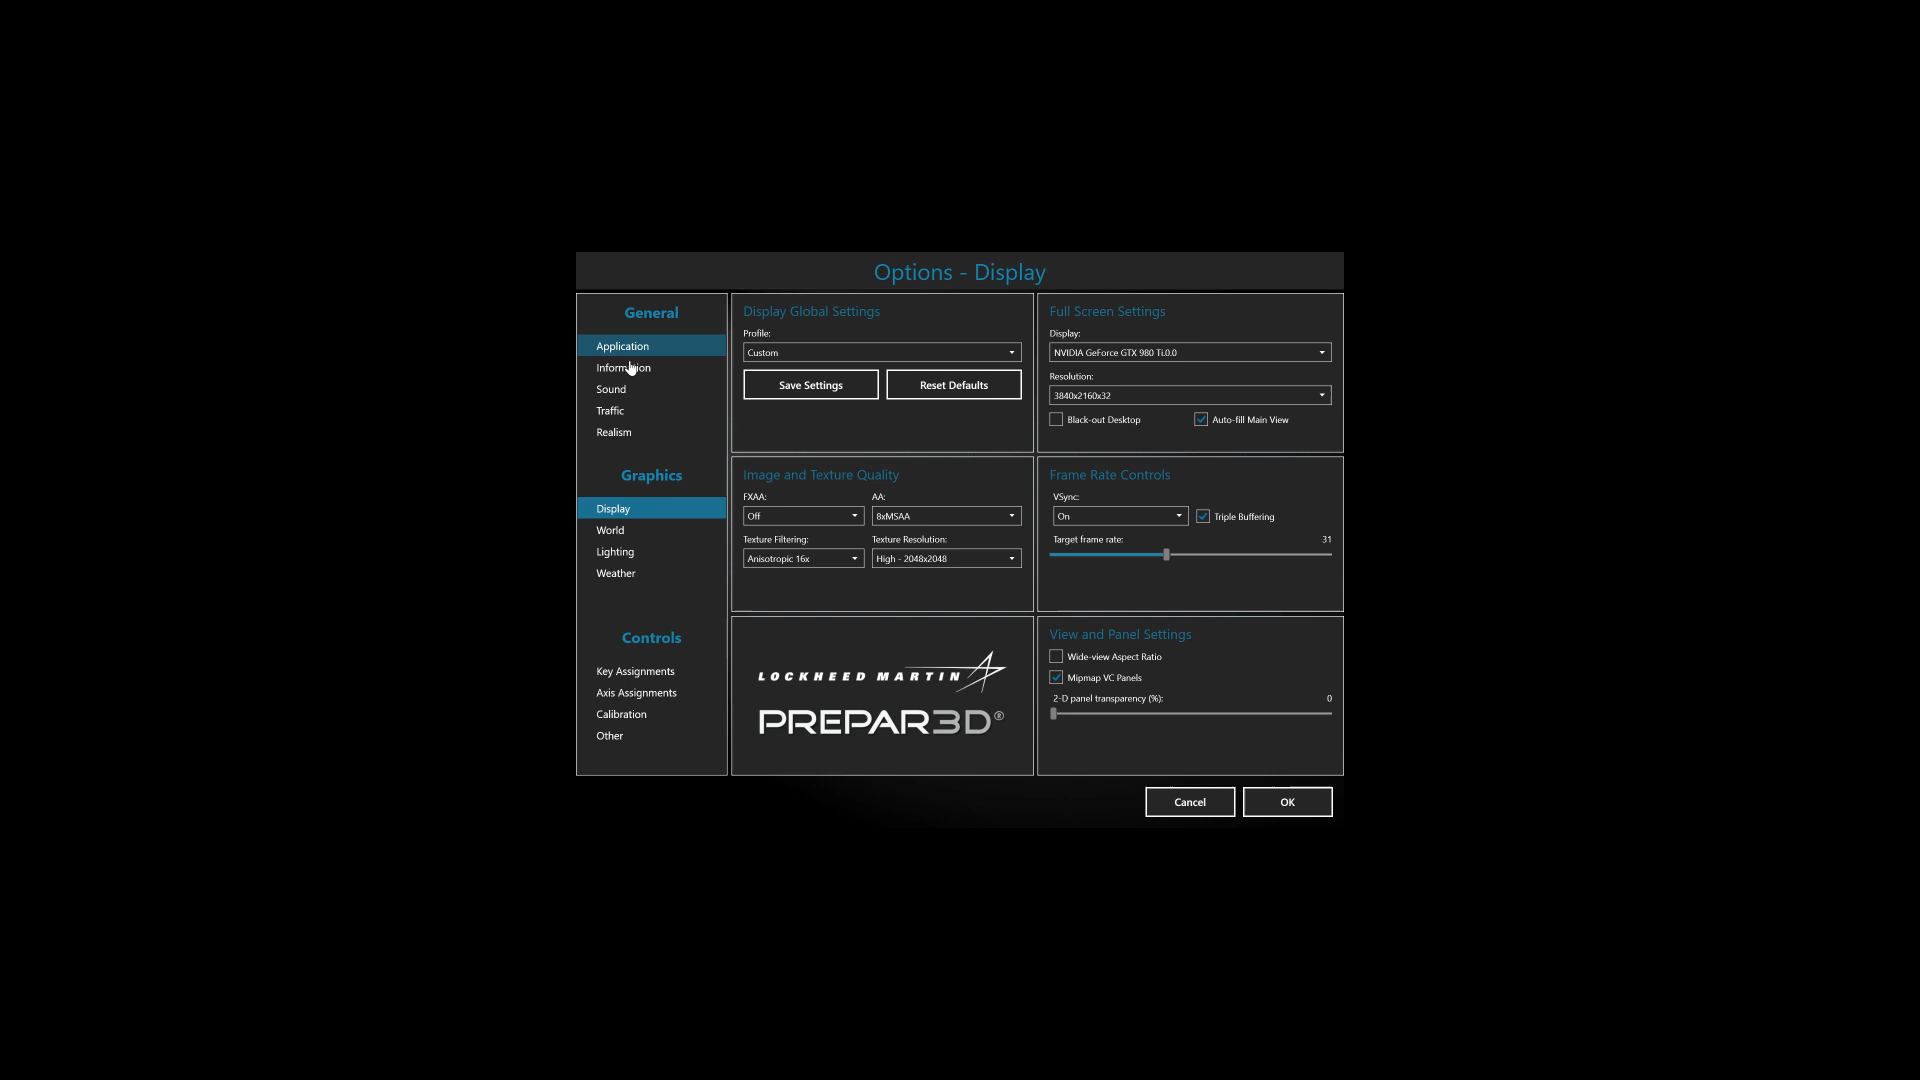 Options - Display
General
Application
Information
Sound
Traffic
Realism
Graphics
Display
World
Lighting
Weather
Controls
Key Assignments
Axis Assignments
Calibration
Other
Display Global Settings
Profile:
Custom
Save Settings Reset Defaults
Full Screen Settings
Display:
NVIDIA GeForce GTX 980 Ti.0.0
Resolution:
3840x2160x32
Black-out Desktop Auto-fill Main View
Image and Texture Quality
FXAA: AA:
Off 8xMSAA
Texture Filtering: Texture Resolution:
Anisotropic 16x High - 2048x2048
Frame Rate Controls
VSync:
On Triple Buffering
Target frame rate: 31
LOCKHEED MARTIN
PREPAR3D®
View and Panel Settings
Wide-view Aspect Ratio
Mipmap VC Panels
2-D panel transparency (%): 0
Cancel OK